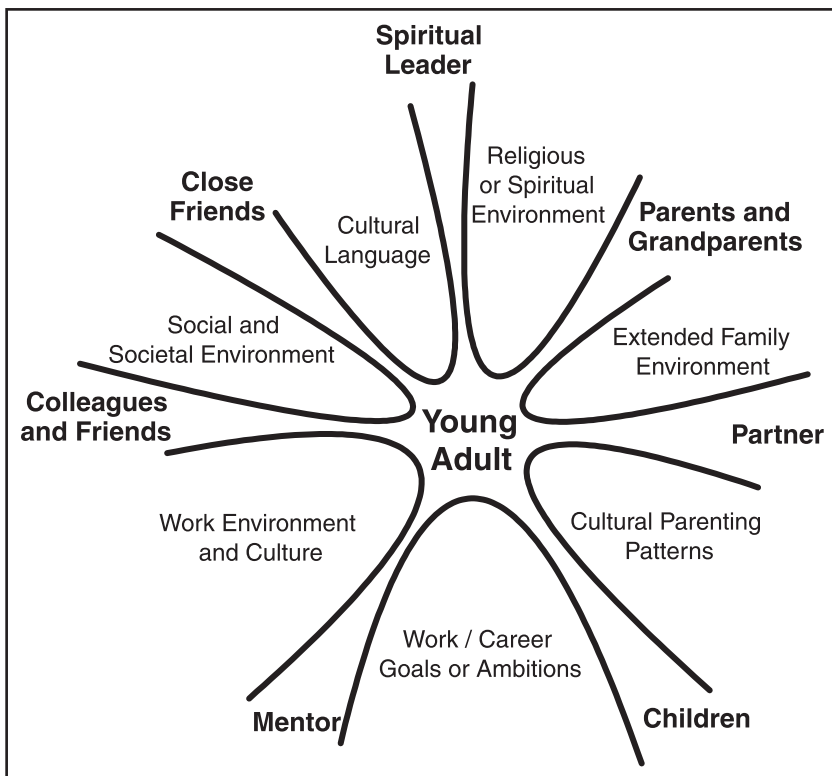 Spiritual
Leader
Religious
or Spiritual
Environment
Close
Friends
Cultural
Language
Parents and
Grandparents
Social and
Societal Environment
Extended Family
Environment
Colleagues
and Friends
Young
Adult
Partner
Work Environment
and Culture
Cultural Parenting
Patterns
Work / Career
Goals or Ambitions
Mentor
Children